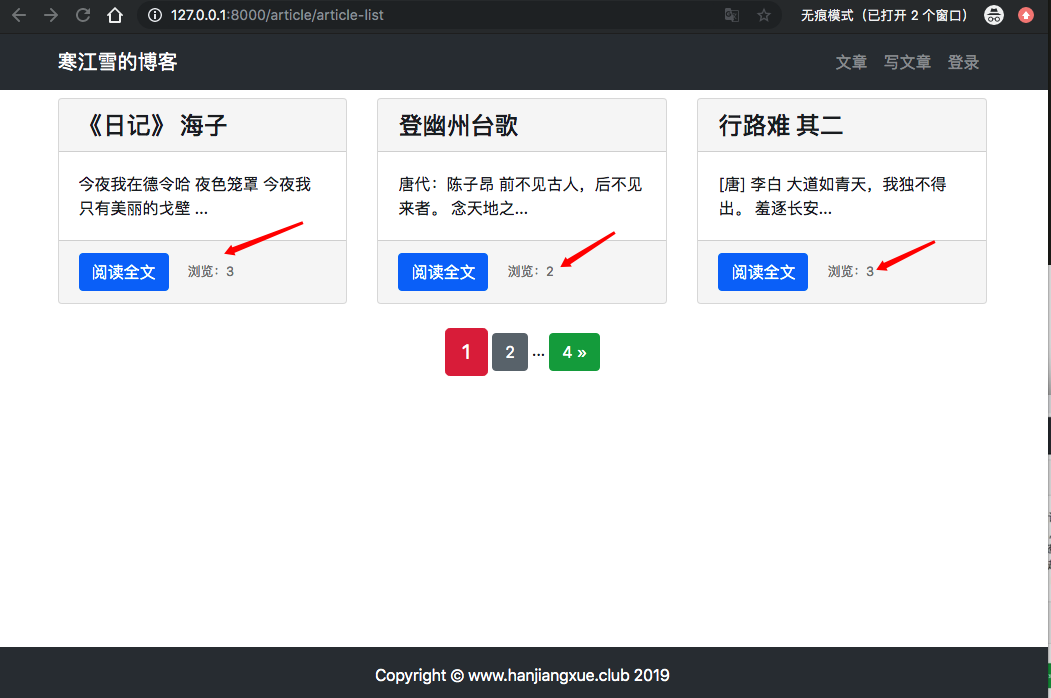 127.0.0.1:8000/article/article-list
无痕模式（已打开 2 个窗口）
寒江雪的博客
文章 写文章 登录
《日记》 海子
今夜我在德令哈 夜色笼罩 今夜我
只有美丽的戈壁 ...
阅读全文 浏览：3
登幽州台歌
唐代：陈子昂 前不见古人，后不见
来者。 念天地之...
阅读全文 浏览：2
行路难 其二
[唐] 李白 大道如青天，我独不得
出。 羞逐长安...
阅读全文 浏览：3
1 2 ... 4 »
Copyright © www.hanjiangxue.club 2019